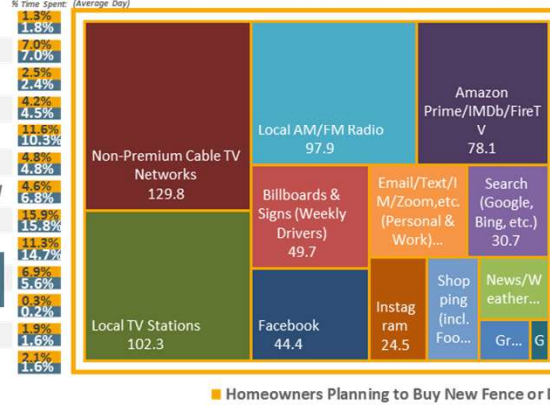 % Time Spent: (Average Day)
1.3%
1.8%
7.0%
7.0%
2.5%
2.4%
4.2%
4.5%
11.6%
10.3%
4.8%
4.8%
4.6%
6.8%
15.9%
15.8%
11.3%
14.7%
6.9%
5.6%
0.3%
0.2%
1.9%
1.6%
2.1%
1.6%
Non-Premium Cable TV
Networks
129.8
Local TV Stations
102.3
Local AM/FM Radio
97.9
Amazon
Prime/IMDb/FireT
V
78.1
Billboards &
Signs (Weekly
Drivers)
49.7
Email/Text/I
M/Zoom,etc.
(Personal &
Work)...
Search
(Google,
Bing, etc.)
30.7
Facebook
44.4
Instag
ram
24.5
Shop
ping
(incl.
Foo...
News/W
eather...
Gr...
G
Homeowners Planning to Buy New Fence or